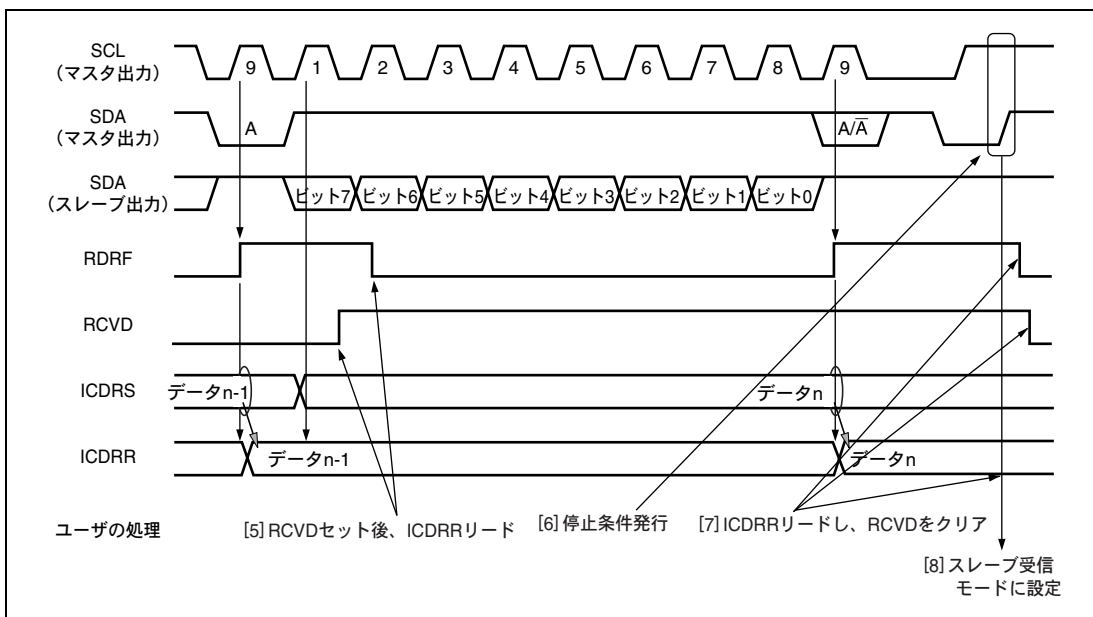 SCL
（マスタ出力）
9 1 2 3 4 5 6 7 8 9
SDA
（マスタ出力）
A A/A̅
SDA
（スレーブ出力）
ビット7 ビット6 ビット5 ビット4 ビット3 ビット2 ビット1 ビット0
RDRF
RCVD
ICDRS
データn-1 データn
ICDRR
データn-1 データn
ユーザの処理
[5] RCVDセット後、ICDRRリード
[6] 停止条件発行
[7] ICDRRリードし、RCVDをクリア
[8] スレーブ受信
モードに設定